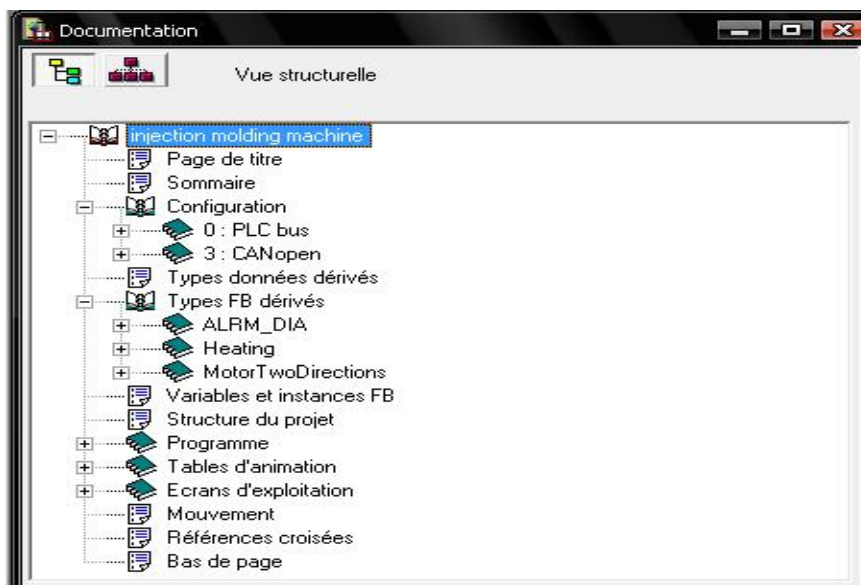 Documentation
Vue structurelle
injection molding machine
Page de titre
Sommaire
Configuration
0 : PLC bus
3 : CANopen
Types données dérivés
Types FB dérivés
ALRM_DIA
Heating
MotorTwoDirections
Variables et instances FB
Structure du projet
Programme
Tables d'animation
Ecrans d'exploitation
Mouvement
Références croisées
Bas de page